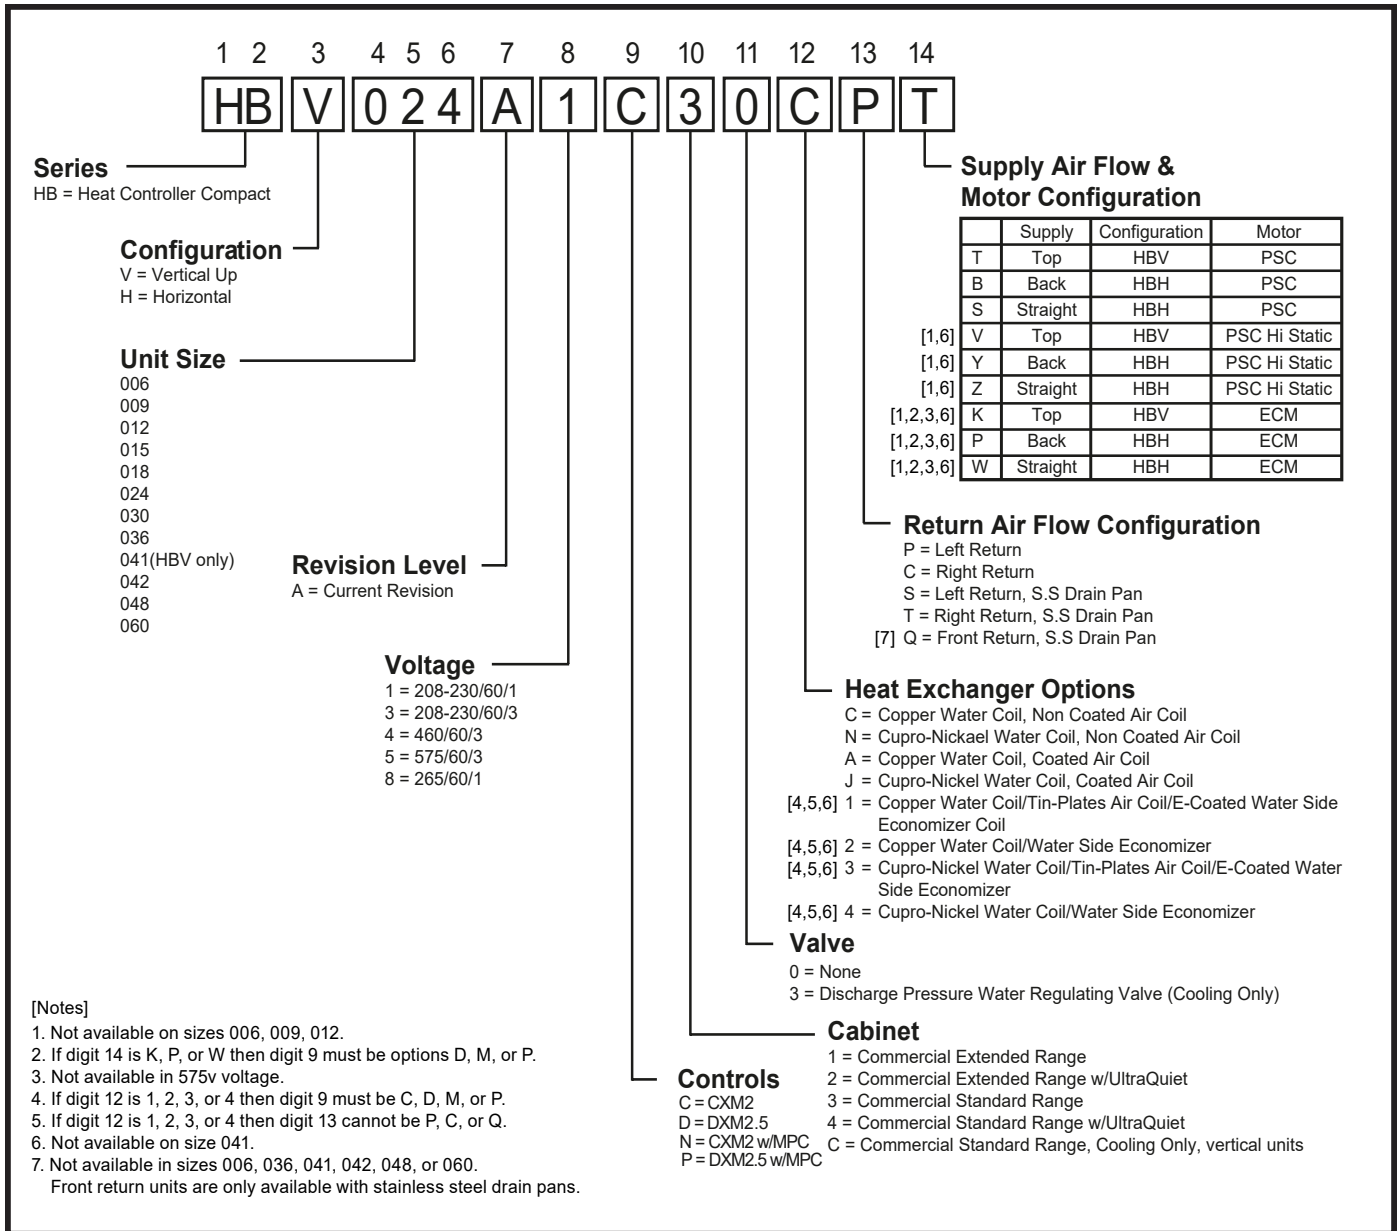 1 2 3 4 5 6 7 8 9 10 11 12 13 14
HB V 0 2 4 A 1 C 3 0 C P T
Series
HB = Heat Controller Compact
Configuration
V = Vertical Up
H = Horizontal
Unit Size
006
009
012
015
018
024
030
036
041(HBV only)
042
048
060
Revision Level
A = Current Revision
Voltage
1 = 208-230/60/1
3 = 208-230/60/3
4 = 460/60/3
5 = 575/60/3
8 = 265/60/1
Supply Air Flow &
Motor Configuration
Supply Configuration Motor
T Top HBV PSC
B Back HBH PSC
S Straight HBH PSC
[1,6] V Top HBV PSC Hi Static
[1,6] Y Back HBH PSC Hi Static
[1,6] Z Straight HBH PSC Hi Static
[1,2,3,6] K Top HBV ECM
[1,2,3,6] P Back HBH ECM
[1,2,3,6] W Straight HBH ECM
Return Air Flow Configuration
P = Left Return
C = Right Return
S = Left Return, S.S Drain Pan
T = Right Return, S.S Drain Pan
[7] Q = Front Return, S.S Drain Pan
Heat Exchanger Options
C = Copper Water Coil, Non Coated Air Coil
N = Cupro-Nickael Water Coil, Non Coated Air Coil
A = Copper Water Coil, Coated Air Coil
J = Cupro-Nickel Water Coil, Coated Air Coil
[4,5,6] 1 = Copper Water Coil/Tin-Plates Air Coil/E-Coated Water Side
Economizer Coil
[4,5,6] 2 = Copper Water Coil/Water Side Economizer
[4,5,6] 3 = Cupro-Nickel Water Coil/Tin-Plates Air Coil/E-Coated Water
Side Economizer
[4,5,6] 4 = Cupro-Nickel Water Coil/Water Side Economizer
Valve
0 = None
3 = Discharge Pressure Water Regulating Valve (Cooling Only)
Cabinet
1 = Commercial Extended Range
2 = Commercial Extended Range w/UltraQuiet
3 = Commercial Standard Range
4 = Commercial Standard Range w/UltraQuiet
C = Commercial Standard Range, Cooling Only, vertical units
Controls
C = CXM2
D = DXM2.5
N = CXM2 w/MPC
P = DXM2.5 w/MPC
[Notes]
1. Not available on sizes 006, 009, 012.
2. If digit 14 is K, P, or W then digit 9 must be options D, M, or P.
3. Not available in 575v voltage.
4. If digit 12 is 1, 2, 3, or 4 then digit 9 must be C, D, M, or P.
5. If digit 12 is 1, 2, 3, or 4 then digit 13 cannot be P, C, or Q.
6. Not available on size 041.
7. Not available in sizes 006, 036, 041, 042, 048, or 060.
Front return units are only available with stainless steel drain pans.